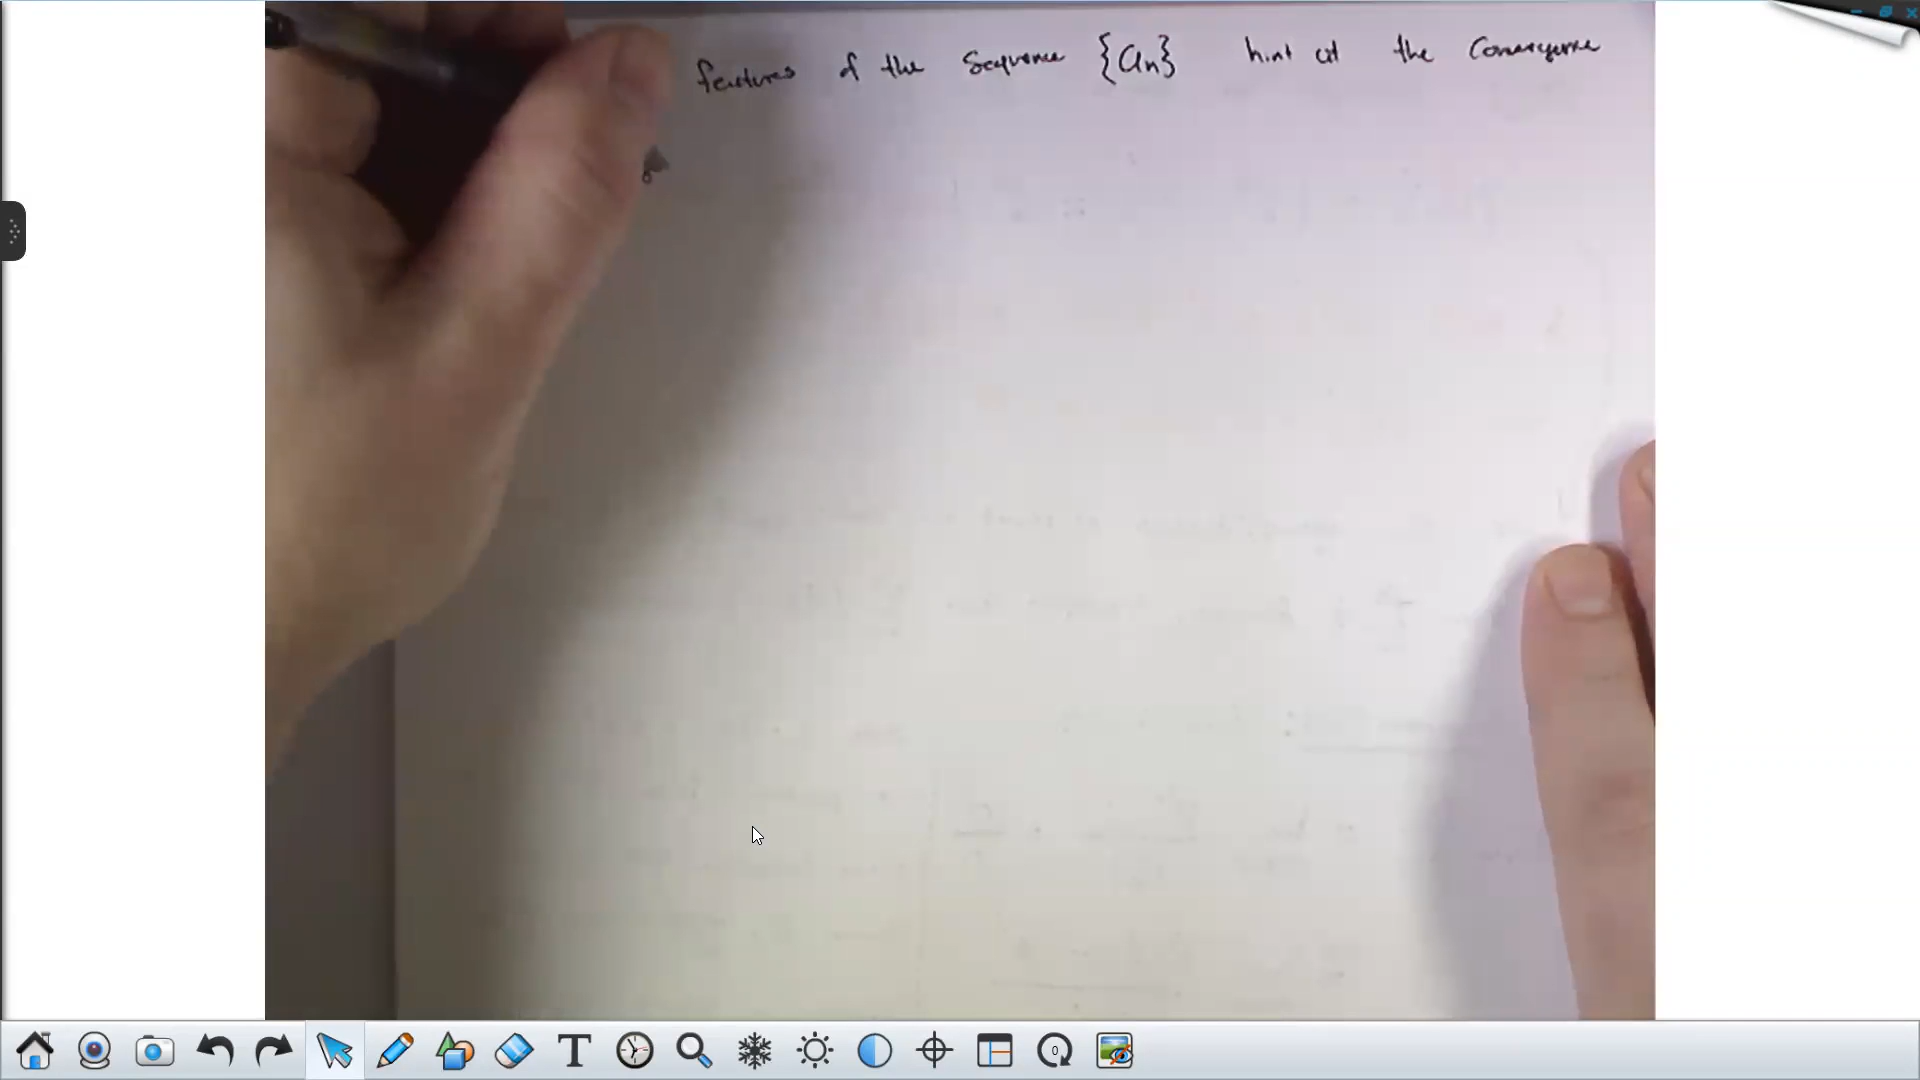 features of the Sequence {an} hint at the Convergence